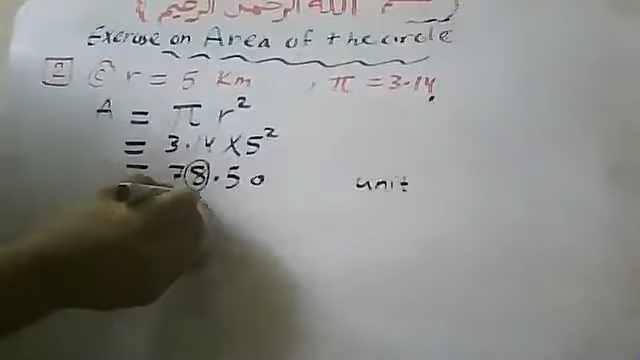 بسم الله الرحمن الرحيم
Exercise on Area of the circle
2 C r = 5 Km , π = 3.14
A = π r²
= 3.14 × 5²
= 78.50 unit